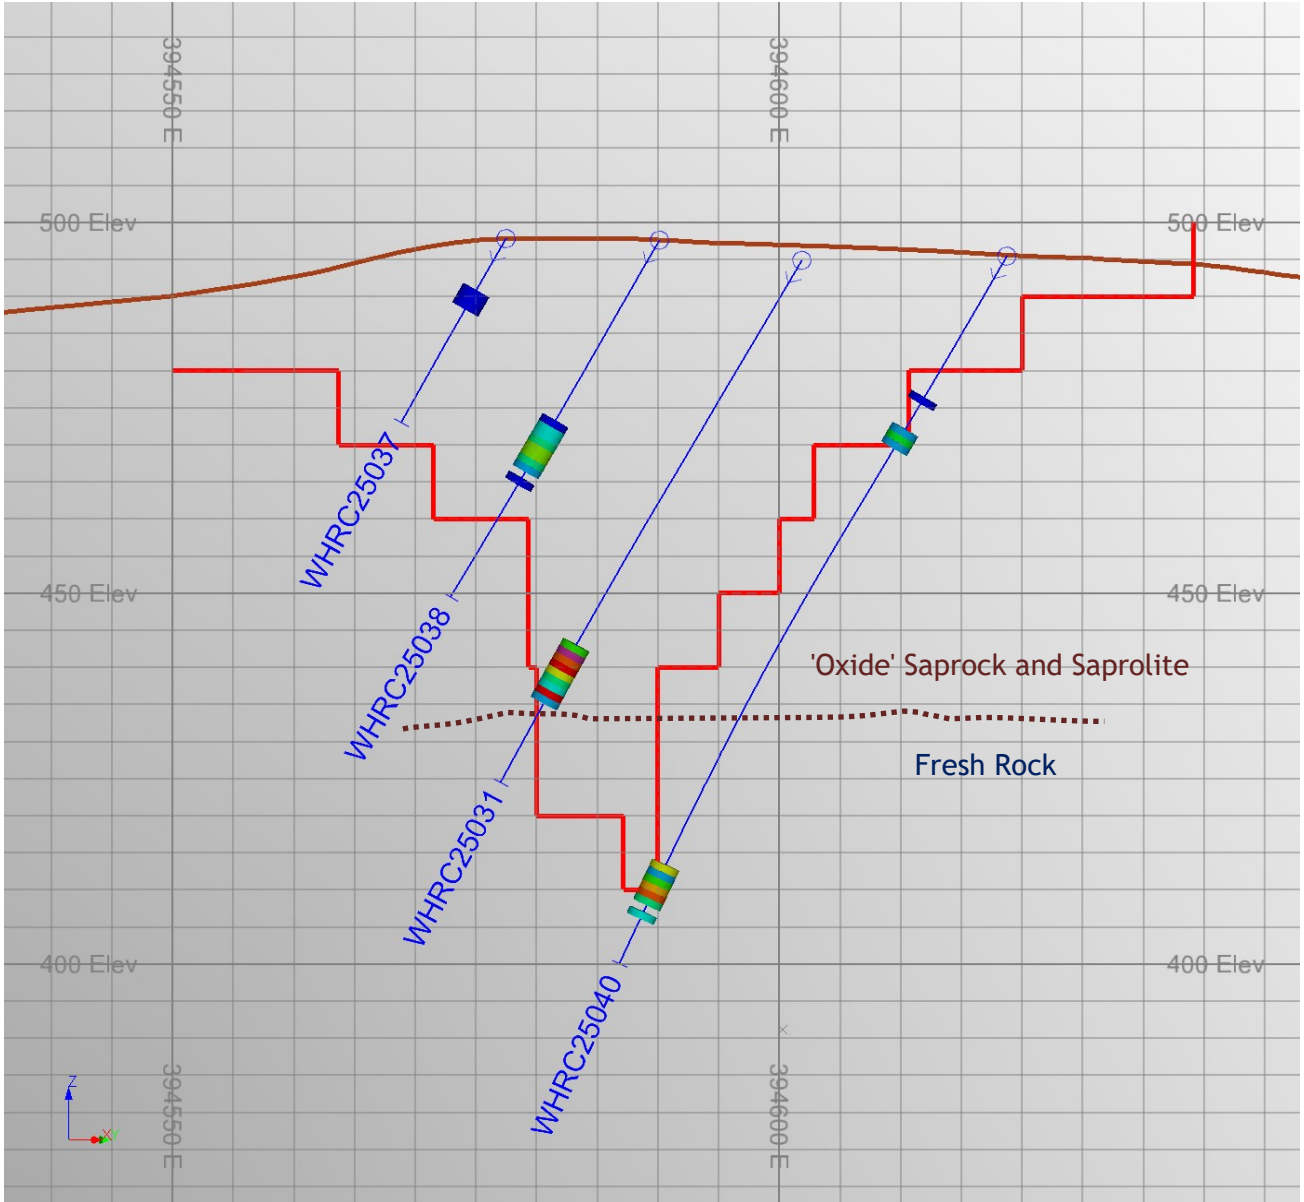 394550 E
394600 E
500 Elev
500 Elev
WHRC25037
450 Elev
450 Elev
WHRC25038
'Oxide' Saprock and Saprolite
Fresh Rock
WHRC25031
400 Elev
400 Elev
WHRC25040
Z
X
Y
394550 E
394600 E